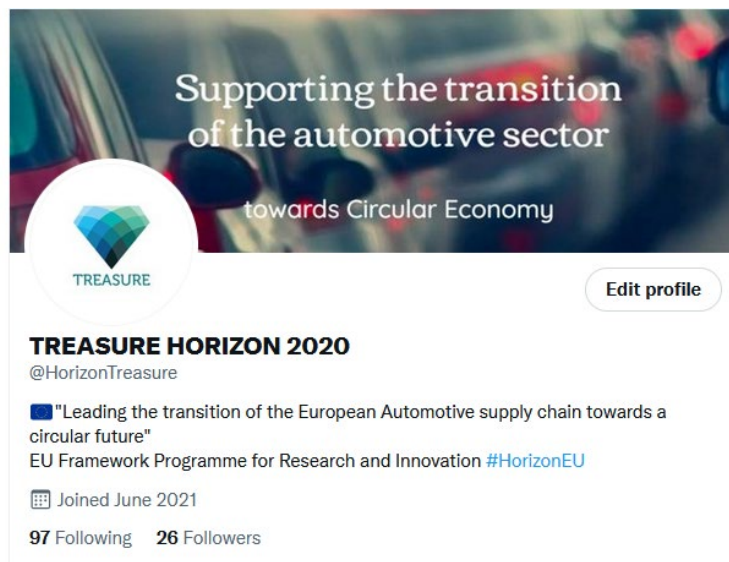 Supporting the transition
of the automotive sector
towards Circular Economy
TREASURE
Edit profile
TREASURE HORIZON 2020
@HorizonTreasure
🇪🇺"Leading the transition of the European Automotive supply chain towards a
circular future"
EU Framework Programme for Research and Innovation #HorizonEU
Joined June 2021
97 Following 26 Followers